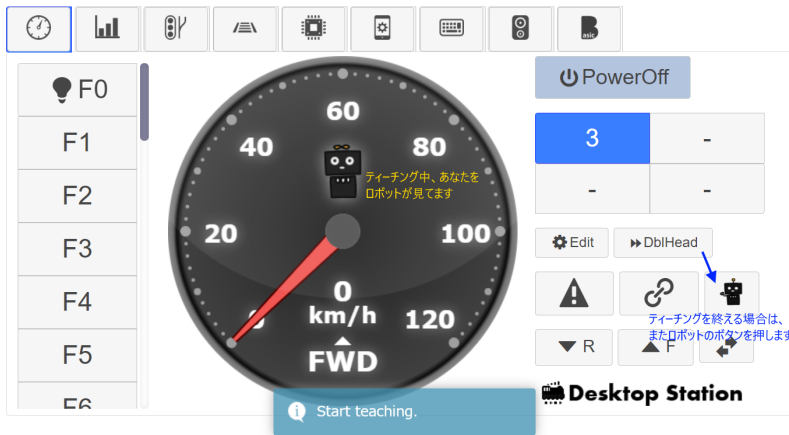 asic
F0
F1
F2
F3
F4
F5
F6
60
40
80
20
100
0
120
0
km/h
FWD
ティーチング中、あなたを
ロボットが見てます
PowerOff
3
-
-
-
Edit
DblHead
ティーチングを終える場合は、
またロボットのボタンを押します
R
F
Desktop Station
Start teaching.